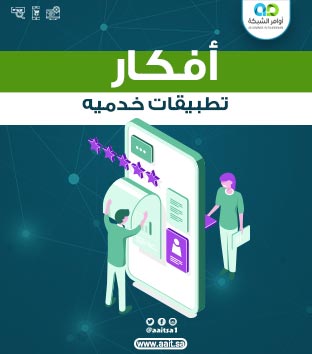 أوامر الشبكة
أفكار
تطبيقات خدميه
@aaitsa1
www.aait.sa